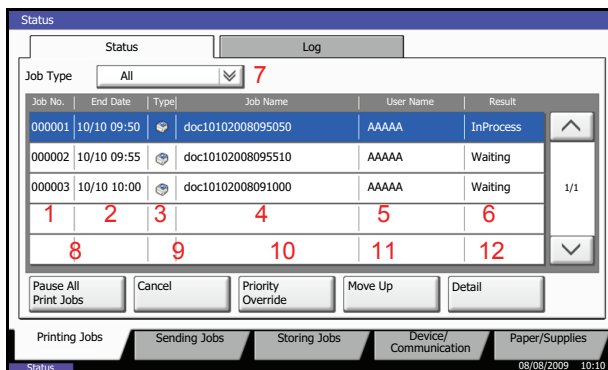 Status
Status Log
Job Type All 7
Job No. End Date Type Job Name User Name Result
000001 10/10 09:50 doc10102008095050 AAAAA InProcess
000002 10/10 09:55 doc10102008095510 AAAAA Waiting
000003 10/10 10:00 doc10102008091000 AAAAA Waiting 1/1
1 2 3 4 5 6
8 9 10 11 12
Pause All Cancel Priority Move Up Detail
Print Jobs Override
Printing Jobs Sending Jobs Storing Jobs Device/ Paper/Supplies
Communication
Status 08/08/2009 10:10